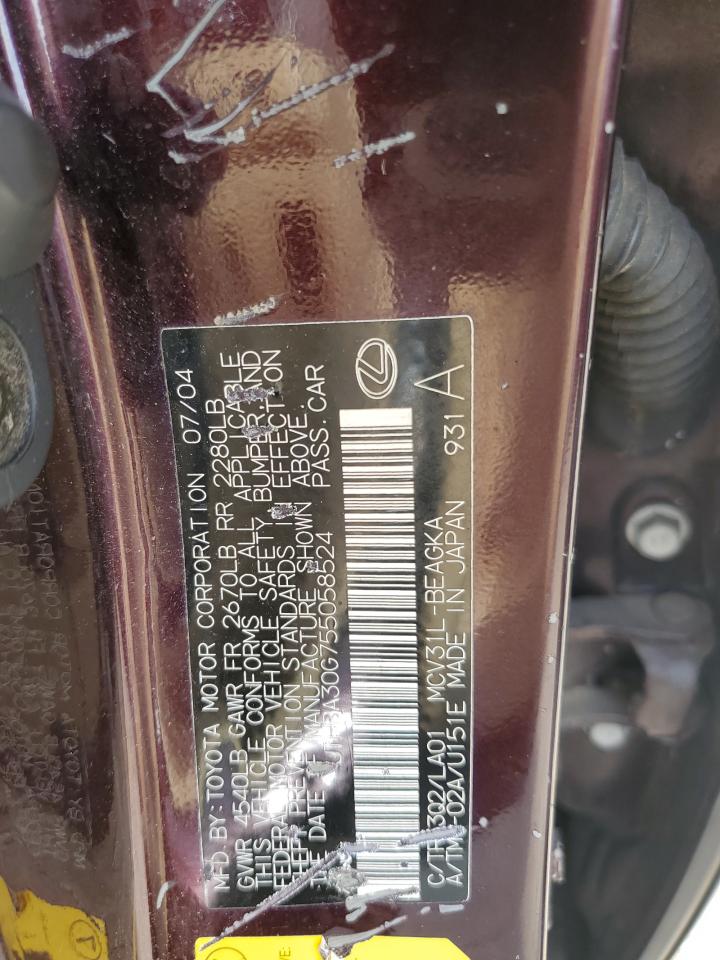 MFD. BY: TOYOTA MOTOR CORPORATION 07/04
GVWR 4540LB GAWR FR 2670LB RR 2280LB
THIS VEHICLE CONFORMS TO ALL APPLICABLE
FEDERAL MOTOR VEHICLE SAFETY BUMPER, AND
THEFT PREVENTION STANDARDS IN EFFECT ON
THE DATE OF MANUFACTURE SHOWN ABOVE.
BA30G755058524 PASS. CAR
C/TR: 3Q2/LA01 MCV31L-BEAGKA
A/TM: -02A/U151E MADE IN JAPAN 931 A